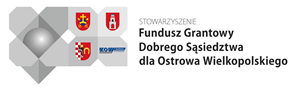 STOWARZYSZENIE
Fundusz Grantowy
Dobrego Sąsiedztwa
dla Ostrowa Wielkopolskiego